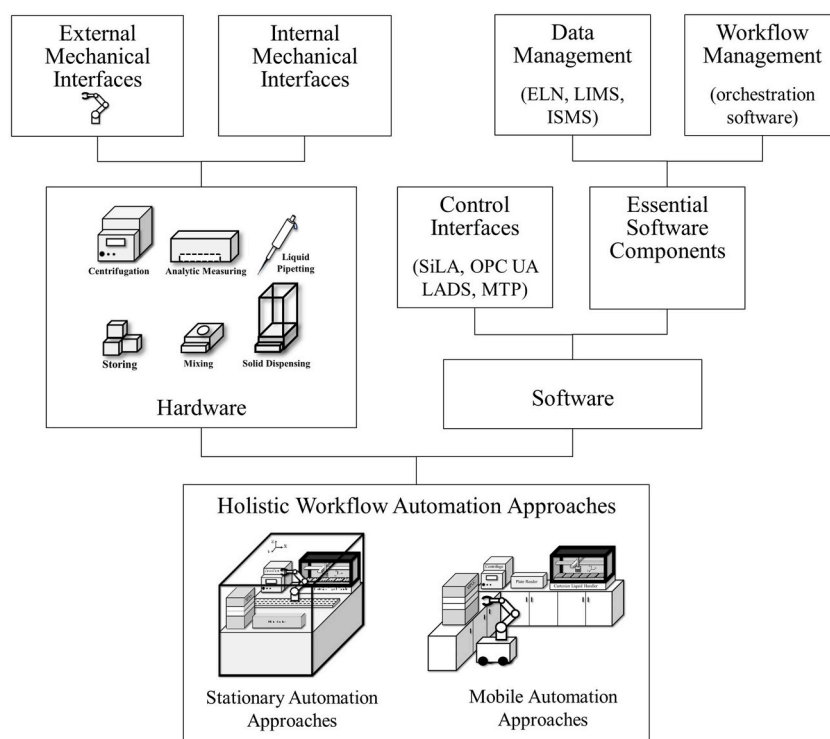 External
Mechanical
Interfaces
Internal
Mechanical
Interfaces
Data
Management
(ELN, LIMS,
ISMS)
Workflow
Management
(orchestration
software)
Centrifugation
Analytic Measuring
Liquid
Pipetting
Storing
Mixing
Solid Dispensing
Hardware
Control
Interfaces
(SiLA, OPC UA
LADS, MTP)
Essential
Software
Components
Software
Holistic Workflow Automation Approaches
X
Stationary Automation
Approaches
Centrifuge
Plate Reader
Cartesian Liquid Handler
Mobile Automation
Approaches